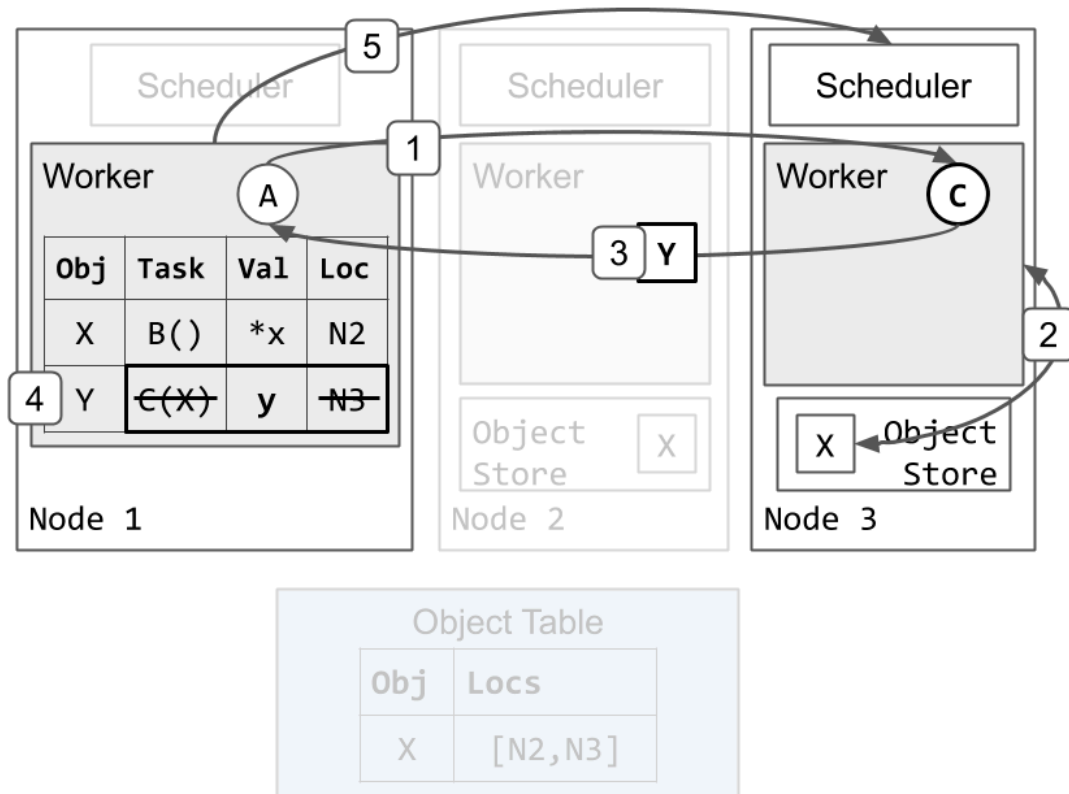 5
Scheduler
Scheduler
Scheduler
1
Worker
A
Worker
Worker
C
3
Y
Obj Task Val Loc
X B() *x N2
2
4
Y C(X) y N3
Object
Store
X
X
Object
Store
Node 1
Node 2
Node 3
Object Table
Obj Locs
X [N2,N3]